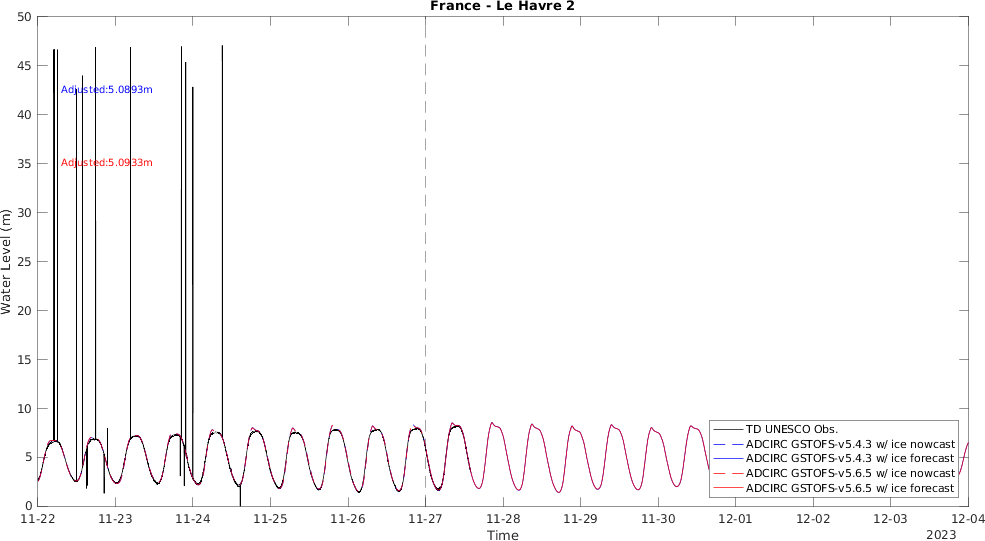 France - Le Havre 2
Water Level (m)
50
45
40
35
30
25
20
15
10
5
0
Adjusted:5.0893m
Adjusted:5.0933m
TD UNESCO Obs.
ADCIRC GSTOFS-v5.4.3 w/ ice nowcast
ADCIRC GSTOFS-v5.4.3 w/ ice forecast
ADCIRC GSTOFS-v5.6.5 w/ ice nowcast
ADCIRC GSTOFS-v5.6.5 w/ ice forecast
11-22 11-23 11-24 11-25 11-26 11-27 11-28 11-29 11-30 12-01 12-02 12-03 12-04
Time
2023